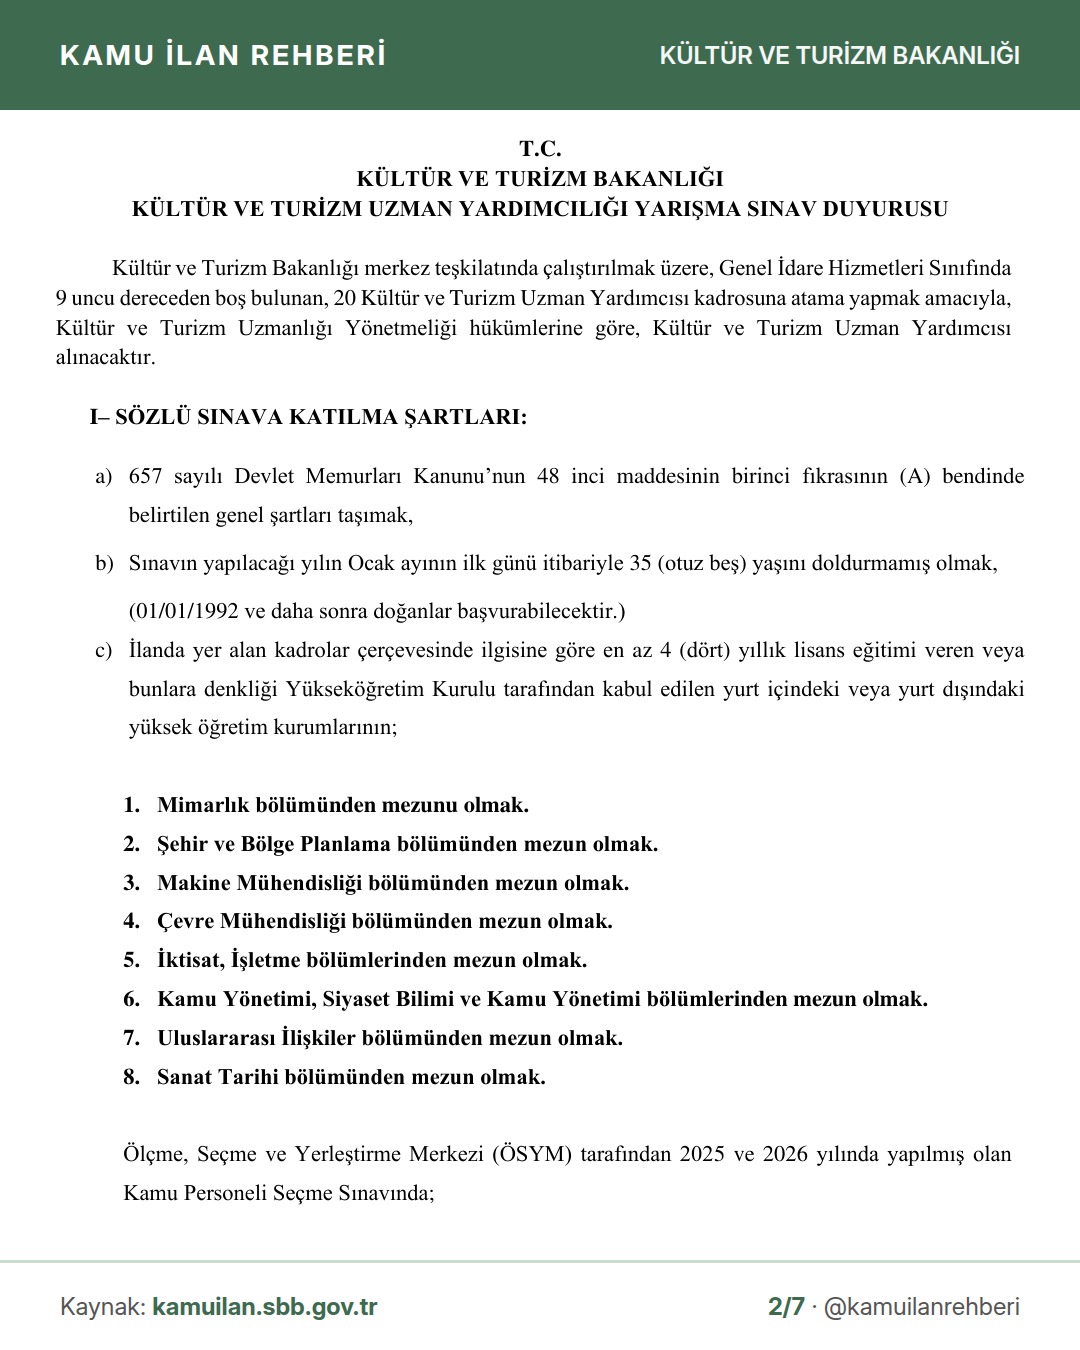 KAMU İLAN REHBERİ
KÜLTÜR VE TURİZM BAKANLIĞI
T.C.
KÜLTÜR VE TURİZM BAKANLIĞI
KÜLTÜR VE TURİZM UZMAN YARDIMCILIĞI YARIŞMA SINAV DUYURUSU
Kültür ve Turizm Bakanlığı merkez teşkilatında çalıştırılmak üzere, Genel İdare Hizmetleri Sınıfında
9 uncu dereceden boş bulunan, 20 Kültür ve Turizm Uzman Yardımcısı kadrosuna atama yapmak amacıyla,
Kültür ve Turizm Uzmanlığı Yönetmeliği hükümlerine göre, Kültür ve Turizm Uzman Yardımcısı
alınacaktır.
I– SÖZLÜ SINAVA KATILMA ŞARTLARI:
a) 657 sayılı Devlet Memurları Kanunu’nun 48 inci maddesinin birinci fıkrasının (A) bendinde
belirtilen genel şartları taşımak,
b) Sınavın yapılacağı yılın Ocak ayının ilk günü itibariyle 35 (otuz beş) yaşını doldurmamış olmak,
(01/01/1992 ve daha sonra doğanlar başvurabilecektir.)
c) İlanda yer alan kadrolar çerçevesinde ilgisine göre en az 4 (dört) yıllık lisans eğitimi veren veya
bunlara denkliği Yükseköğretim Kurulu tarafından kabul edilen yurt içindeki veya yurt dışındaki
yüksek öğretim kurumlarının;
1. Mimarlık bölümünden mezunu olmak.
2. Şehir ve Bölge Planlama bölümünden mezun olmak.
3. Makine Mühendisliği bölümünden mezun olmak.
4. Çevre Mühendisliği bölümünden mezun olmak.
5. İktisat, İşletme bölümlerinden mezun olmak.
6. Kamu Yönetimi, Siyaset Bilimi ve Kamu Yönetimi bölümlerinden mezun olmak.
7. Uluslararası İlişkiler bölümünden mezun olmak.
8. Sanat Tarihi bölümünden mezun olmak.
Ölçme, Seçme ve Yerleştirme Merkezi (ÖSYM) tarafından 2025 ve 2026 yılında yapılmış olan
Kamu Personeli Seçme Sınavında;
Kaynak: kamuilan.sbb.gov.tr
2/7 · @kamuilanrehberi